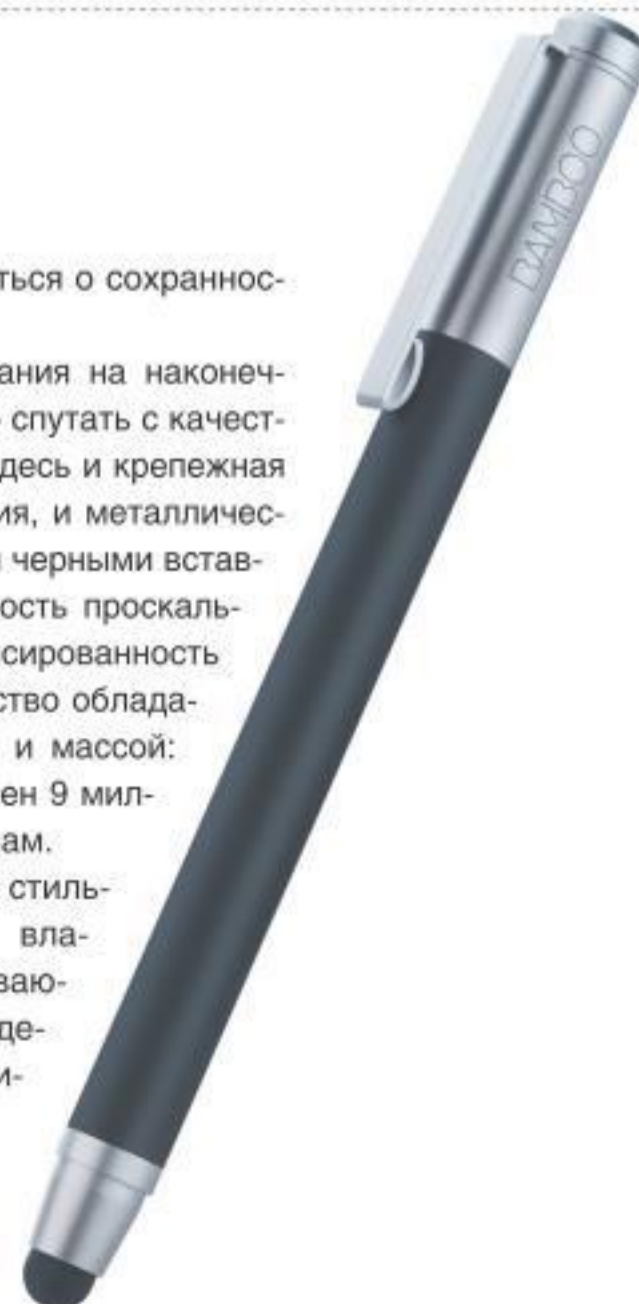 ться о сохраннос-
ания на наконеч-
спутать с качест-
десь и крепежная
ия, и металличес-
черными встав-
ость проскаль-
сированность
ство облада-
и массой:
ен 9 мил-
ам.
стиль-
вла-
ваю-
де-
и-
BAMBOO